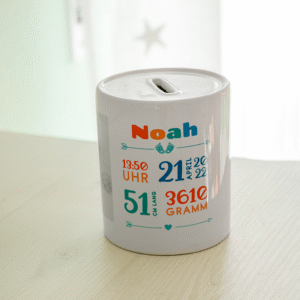 Noah
13:50 UHR
21 APRIL 20 22
51 CM LANG
3610 GRAMM